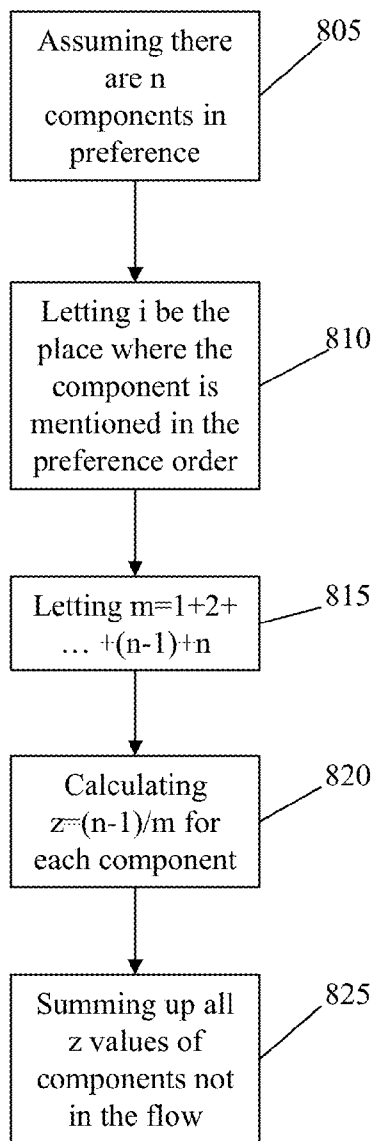 Assuming there
are n
components in
preference
805
Letting i be the
place where the
component is
mentioned in the
preference order
810
Letting m=1+2+
... +(n-1)+n
815
Calculating
z=(n-1)/m for
each component
820
Summing up all
z values of
components not
in the flow
825